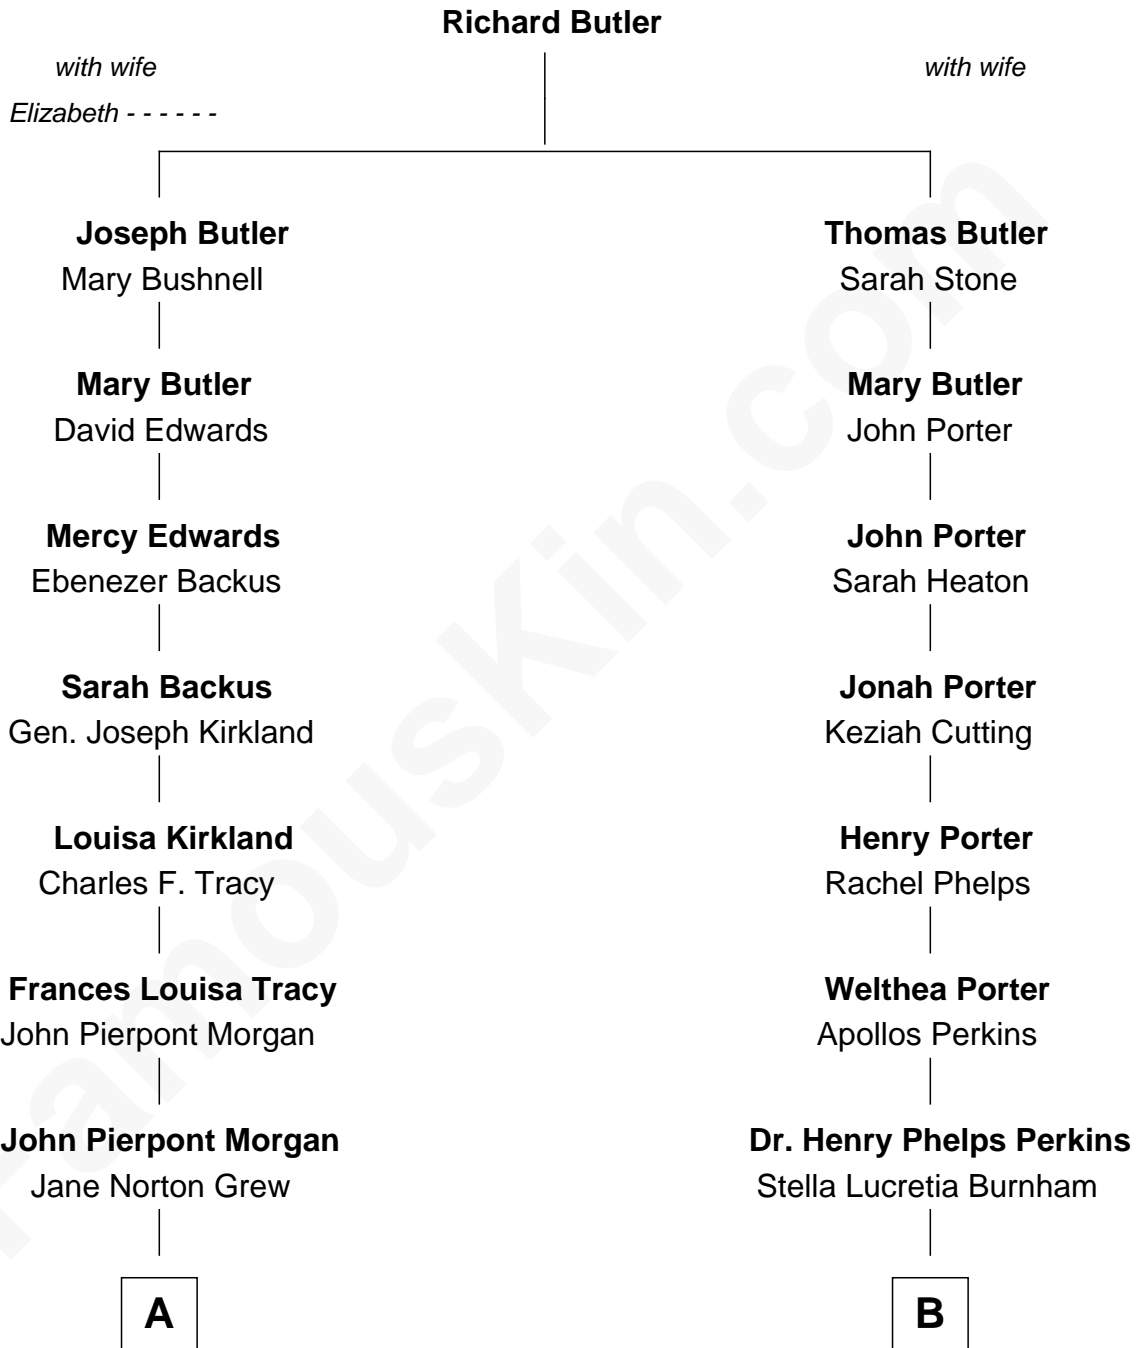 Richard Butler
with wife
with wife
Elizabeth - - - - - -
Joseph Butler
Mary Bushnell
Thomas Butler
Sarah Stone
Mary Butler
David Edwards
Mary Butler
John Porter
Mercy Edwards
Ebenezer Backus
John Porter
Sarah Heaton
Sarah Backus
Gen. Joseph Kirkland
Jonah Porter
Keziah Cutting
Louisa Kirkland
Charles F. Tracy
Henry Porter
Rachel Phelps
Frances Louisa Tracy
John Pierpont Morgan
Welthea Porter
Apollos Perkins
John Pierpont Morgan
Jane Norton Grew
Dr. Henry Phelps Perkins
Stella Lucretia Burnham
A
B
FamousKin.com